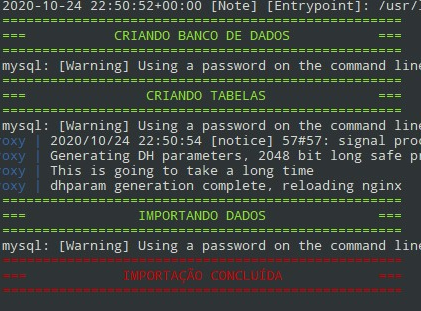 2020-10-24 22:50:52+00:00 [Note] [Entrypoint]: /usr/
==================================================
=== CRIANDO BANCO DE DADOS ===
==================================================
mysql: [Warning] Using a password on the command line
==================================================
=== CRIANDO TABELAS ===
==================================================
mysql: [Warning] Using a password on the command line
oxy | 2020/10/24 22:50:54 [notice] 57#57: signal proc
oxy | Generating DH parameters, 2048 bit long safe pr
oxy | This is going to take a long time
oxy | dhparam generation complete, reloading nginx
==================================================
=== IMPORTANDO DADOS ===
==================================================
mysql: [Warning] Using a password on the command line
==================================================
=== IMPORTAÇÃO CONCLUÍDA ===
==================================================